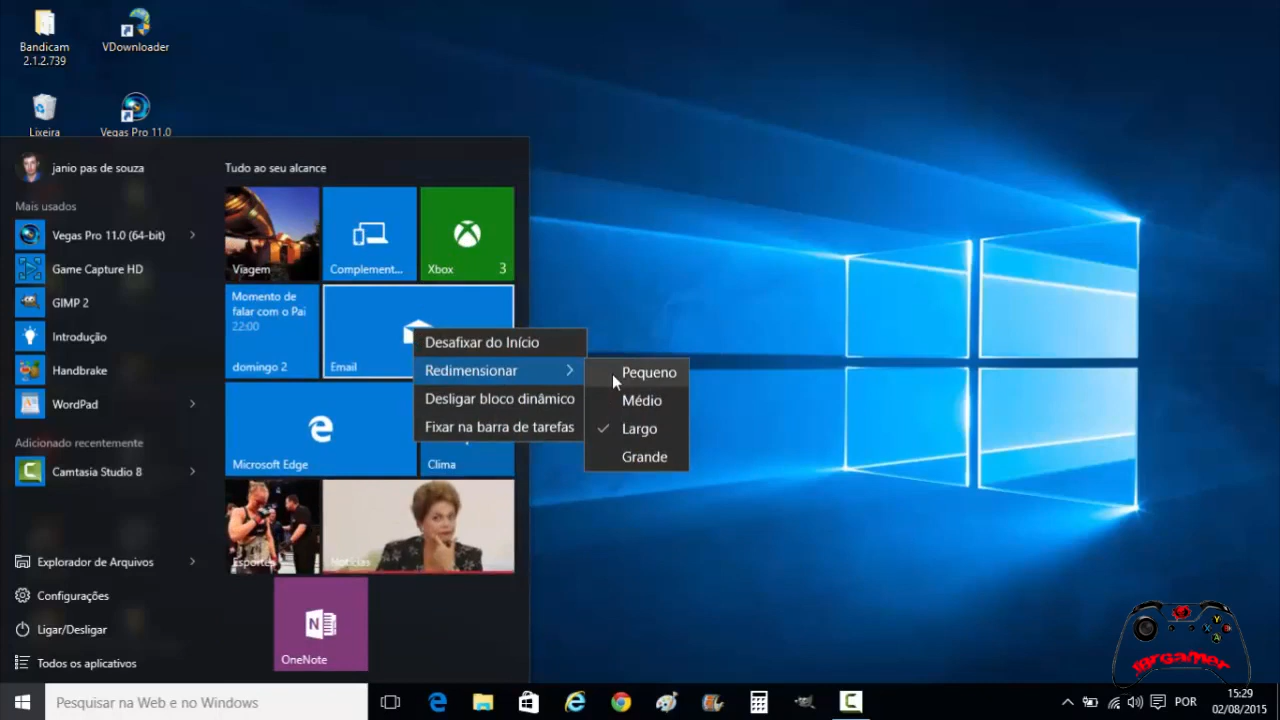 Bandicam
2.1.2.739
VDownloader
Lixeira
Vegas Pro 11.0
janio pas de souza
Mais usados
Vegas Pro 11.0 (64-bit)
Game Capture HD
GIMP 2
Introdução
Handbrake
WordPad
Adicionado recentemente
Camtasia Studio 8
Explorador de Arquivos
Configurações
Ligar/Desligar
Todos os aplicativos
Tudo ao seu alcance
Viagem
Complement...
Xbox
3
Momento de
falar com o Pai
22:00
domingo 2
Email
Microsoft Edge
Clima
Esportes
Notícias
N
OneNote
Desafixar do Início
Redimensionar
Desligar bloco dinâmico
Fixar na barra de tarefas
Pequeno
Médio
Largo
Grande
Y
X
B
A
jargamer
Pesquisar na Web e no Windows
POR
15:29
02/08/2015